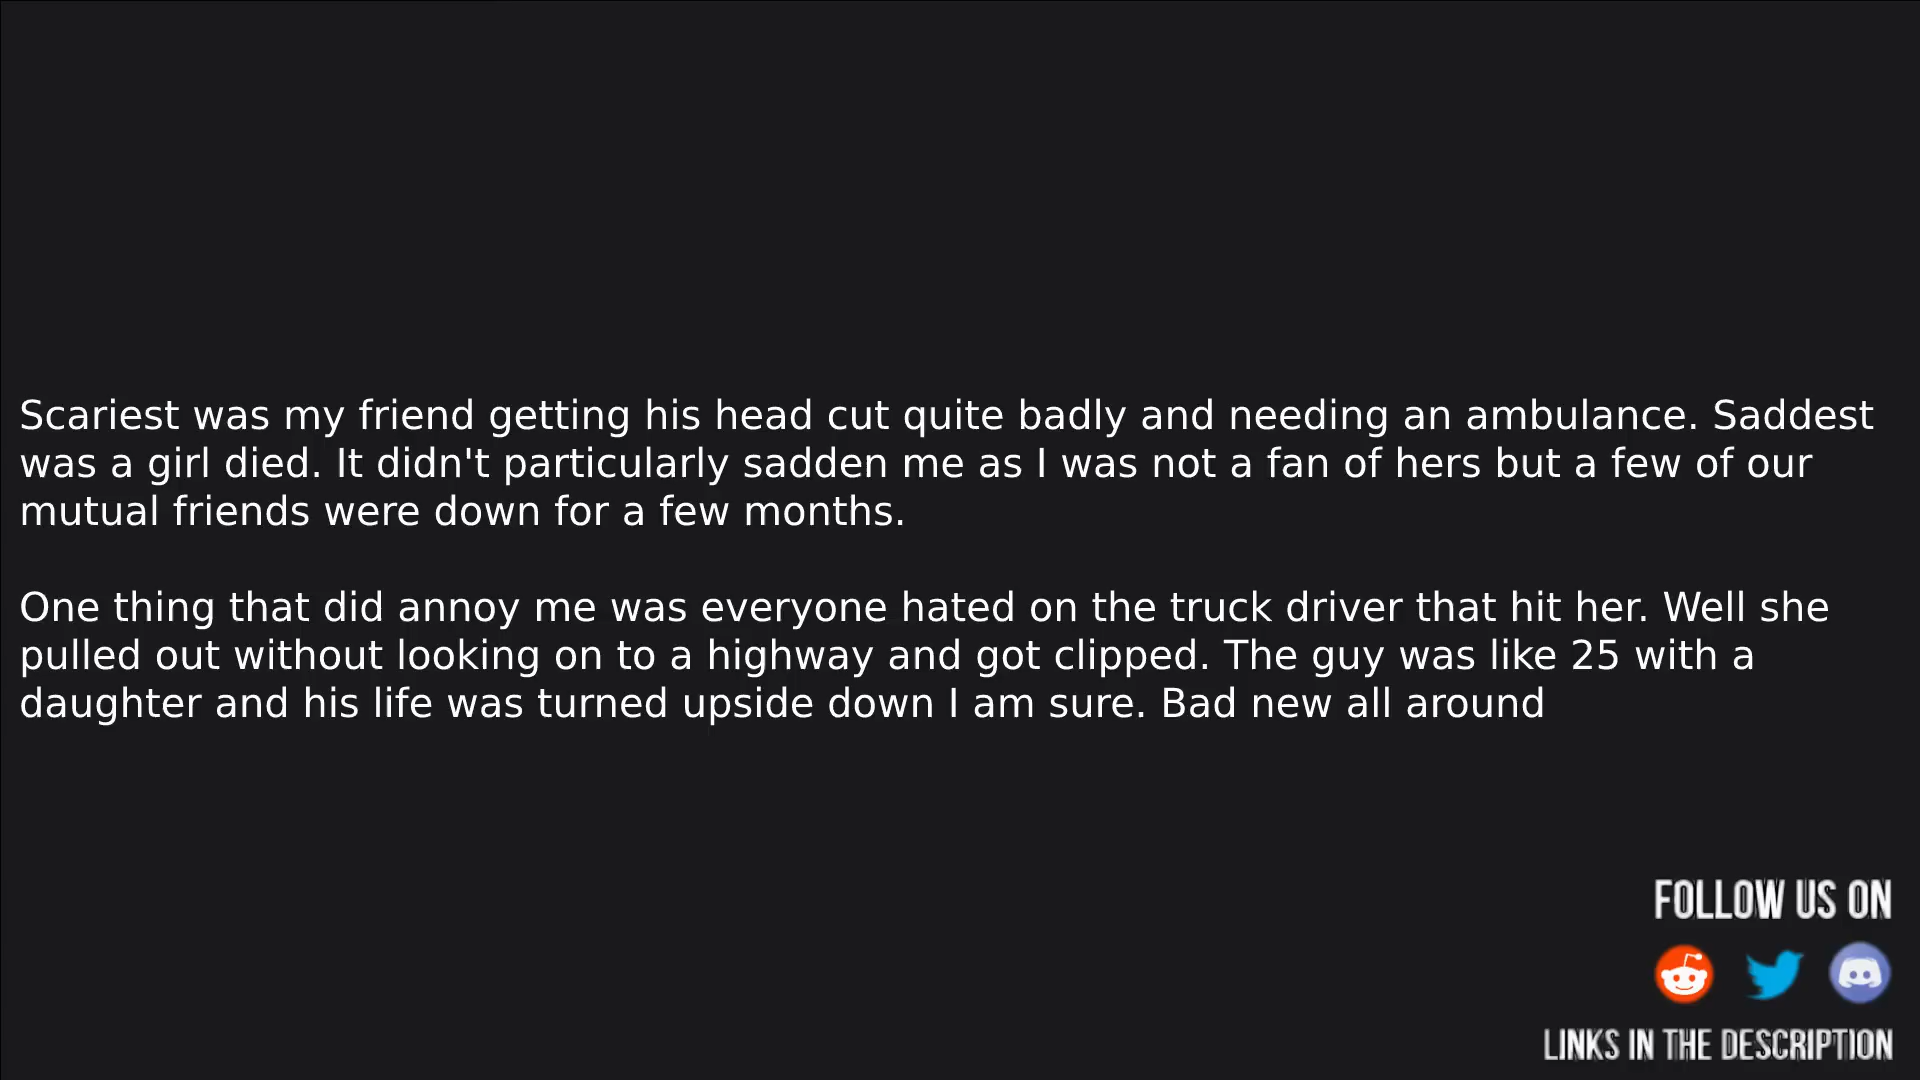 Scariest was my friend getting his head cut quite badly and needing an ambulance. Saddest
was a girl died. It didn't particularly sadden me as I was not a fan of hers but a few of our
mutual friends were down for a few months.
One thing that did annoy me was everyone hated on the truck driver that hit her. Well she
pulled out without looking on to a highway and got clipped. The guy was like 25 with a
daughter and his life was turned upside down I am sure. Bad new all around
FOLLOW US ON
LINKS IN THE DESCRIPTION